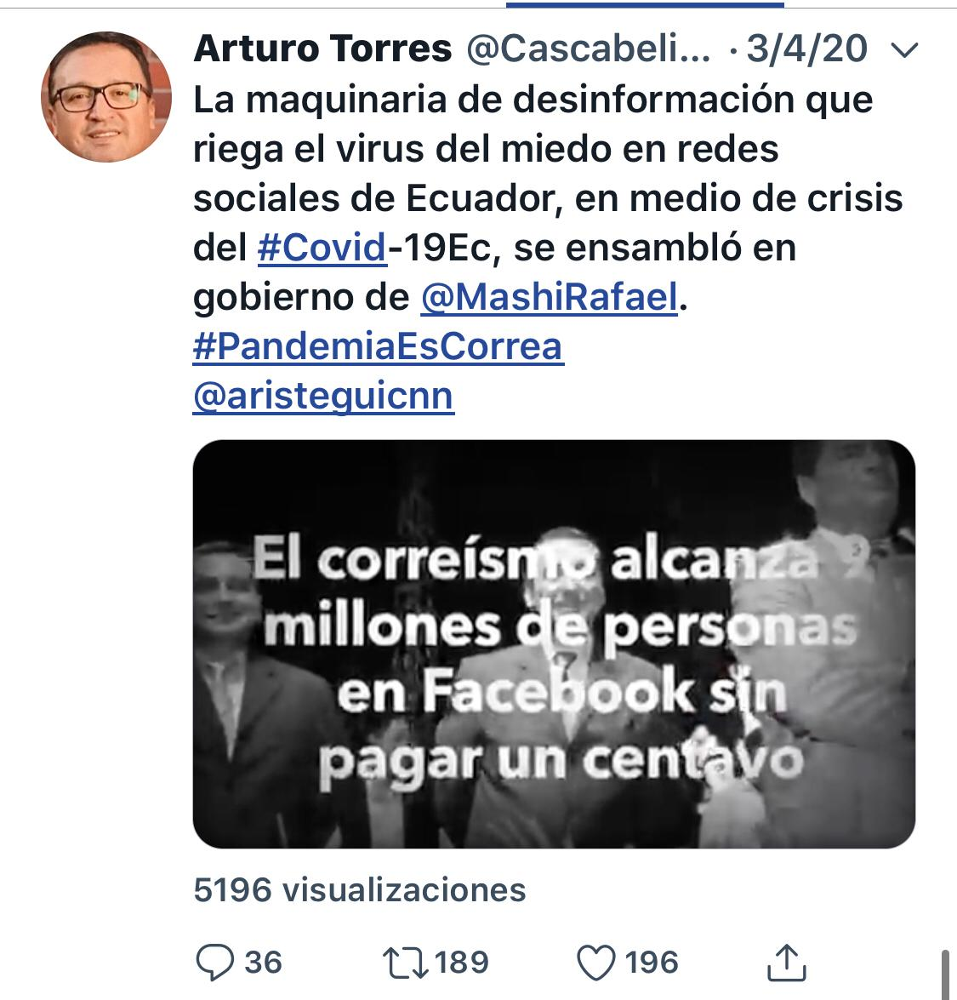 Arturo Torres @Cascabeli... · 3/4/20
La maquinaria de desinformación que
riega el virus del miedo en redes
sociales de Ecuador, en medio de crisis
del #Covid-19Ec, se ensambló en
gobierno de @MashiRafael.
#PandemiaEsCorrea
@aristeguicnn
El correísmo alcanza 9
millones de personas
en Facebook sin
pagar un centavo
5196 visualizaciones
36 189 196